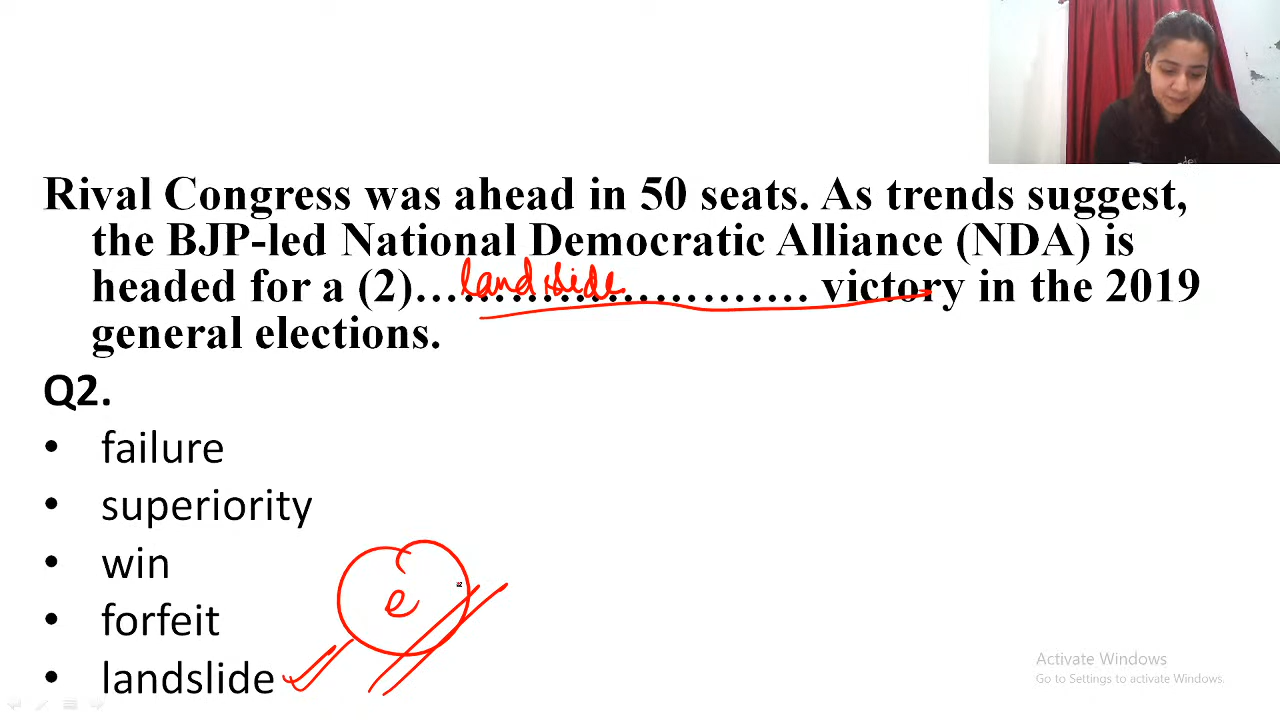 Rival Congress was ahead in 50 seats. As trends suggest,
the BJP-led National Democratic Alliance (NDA) is
headed for a (2)…landslide…………… victory in the 2019
general elections.
Q2.
• failure
• superiority
• win
• forfeit
e
• landslide
Activate Windows
Go to Settings to activate Windows.